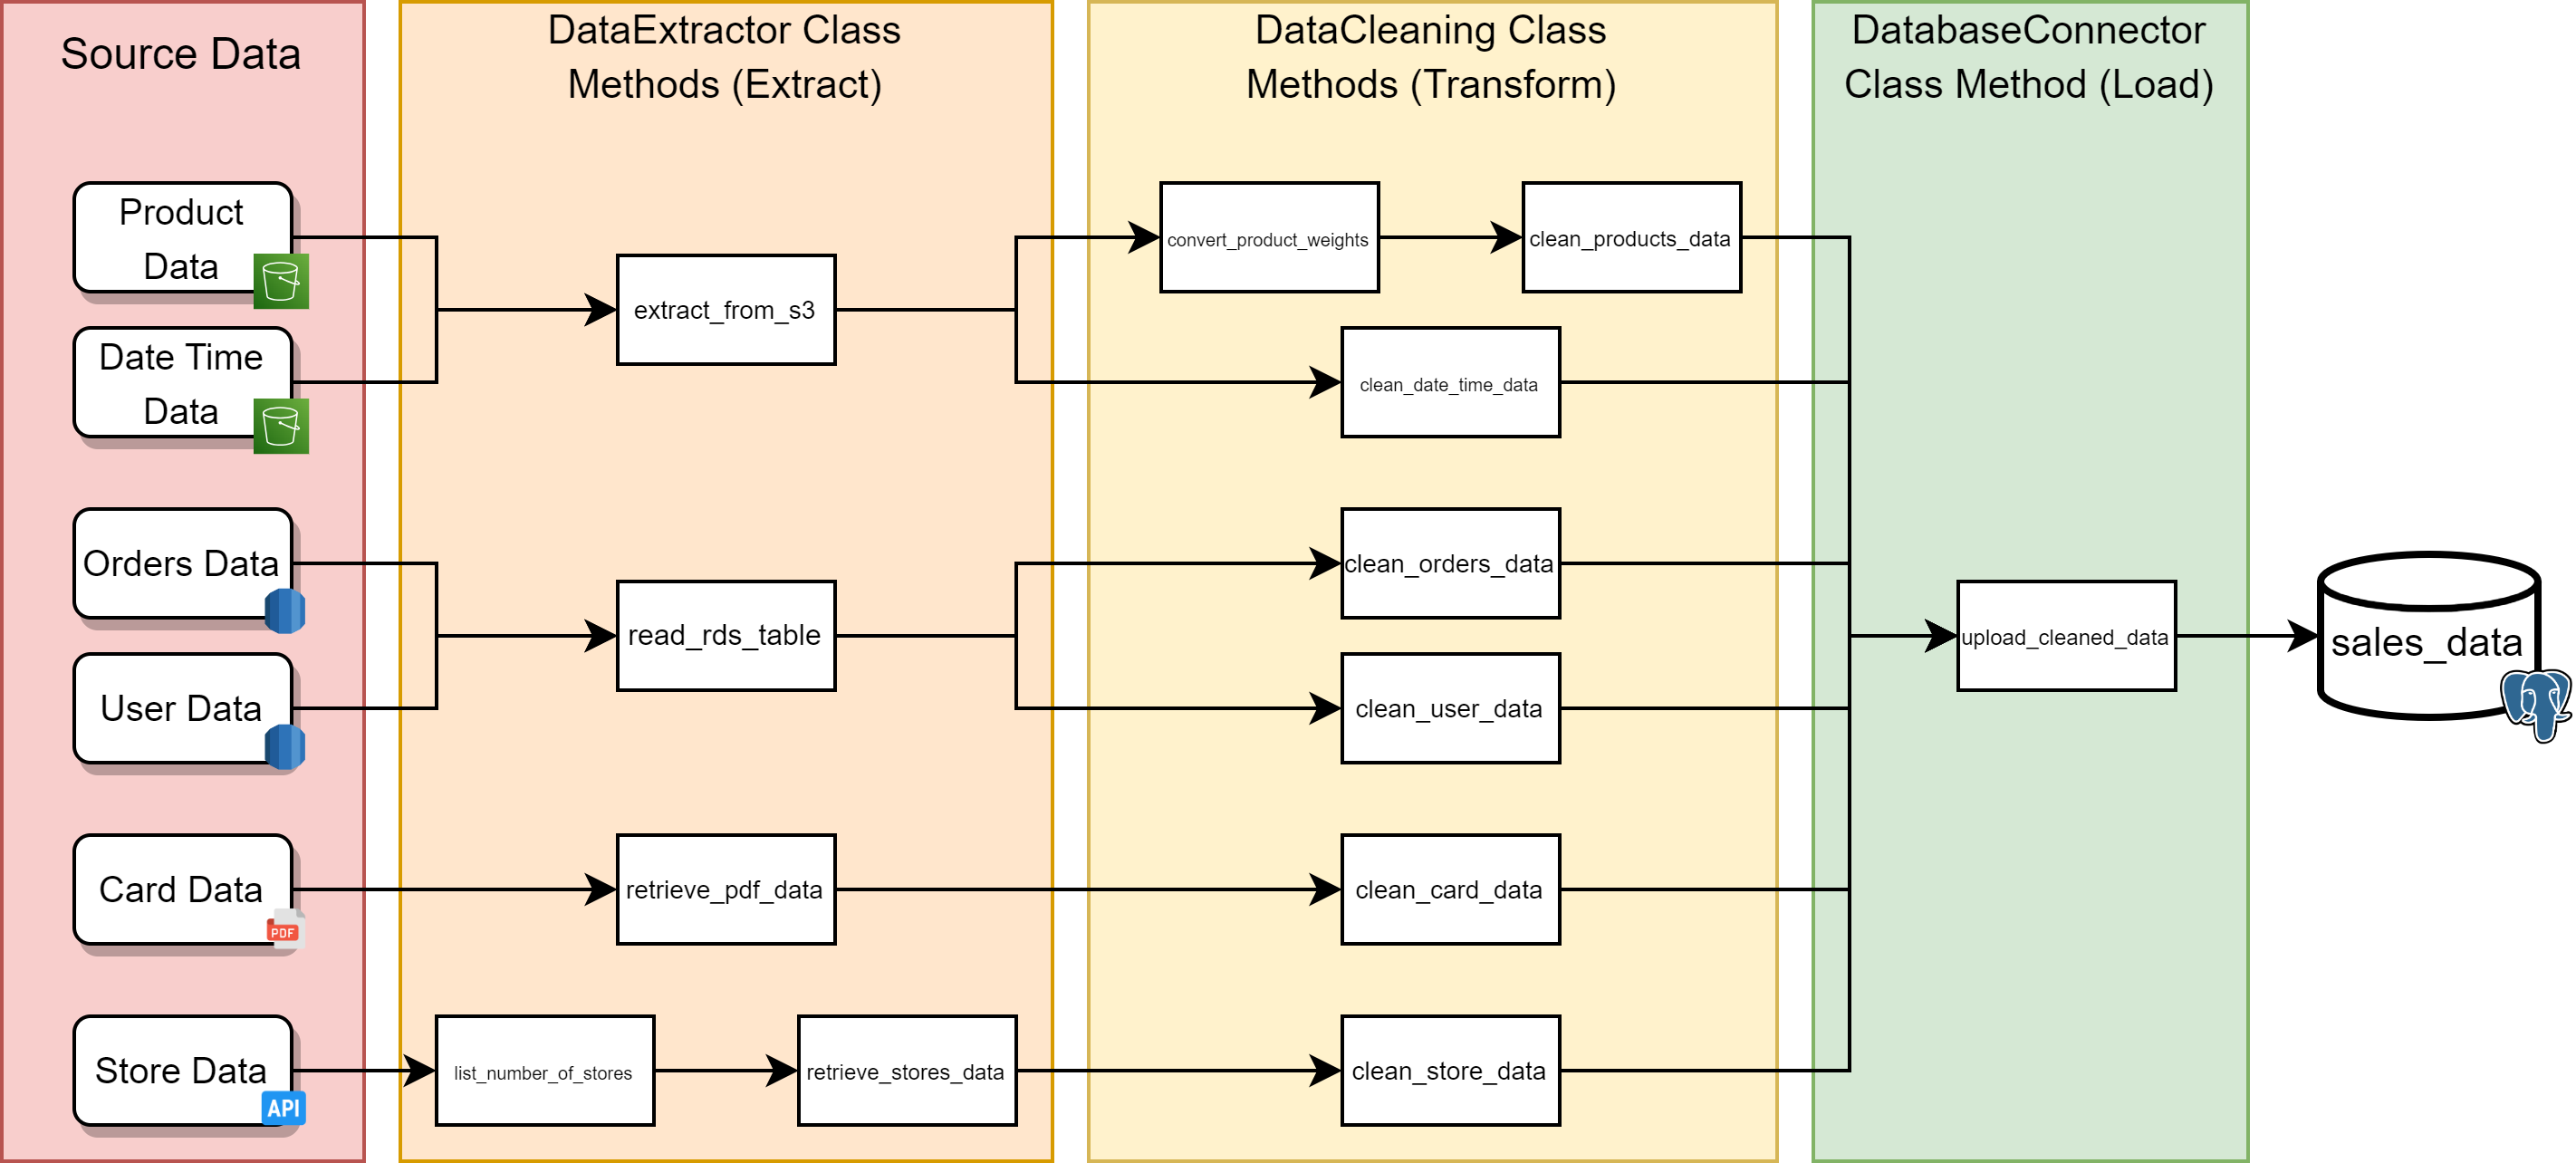 Source Data
DataExtractor Class
Methods (Extract)
DataCleaning Class
Methods (Transform)
DatabaseConnector
Class Method (Load)
Product
Data
Date Time
Data
Orders Data
User Data
Card Data
PDF
Store Data
API
extract_from_s3
read_rds_table
retrieve_pdf_data
list_number_of_stores
retrieve_stores_data
convert_product_weights
clean_products_data
clean_date_time_data
clean_orders_data
clean_user_data
clean_card_data
clean_store_data
upload_cleaned_data
sales_data